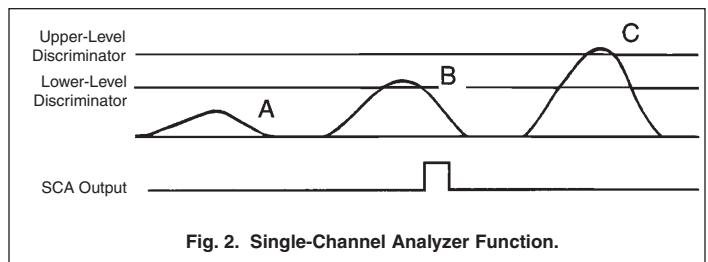 Upper-Level
Discriminator
C
Lower-Level
Discriminator
B
A
SCA Output
Fig. 2. Single-Channel Analyzer Function.